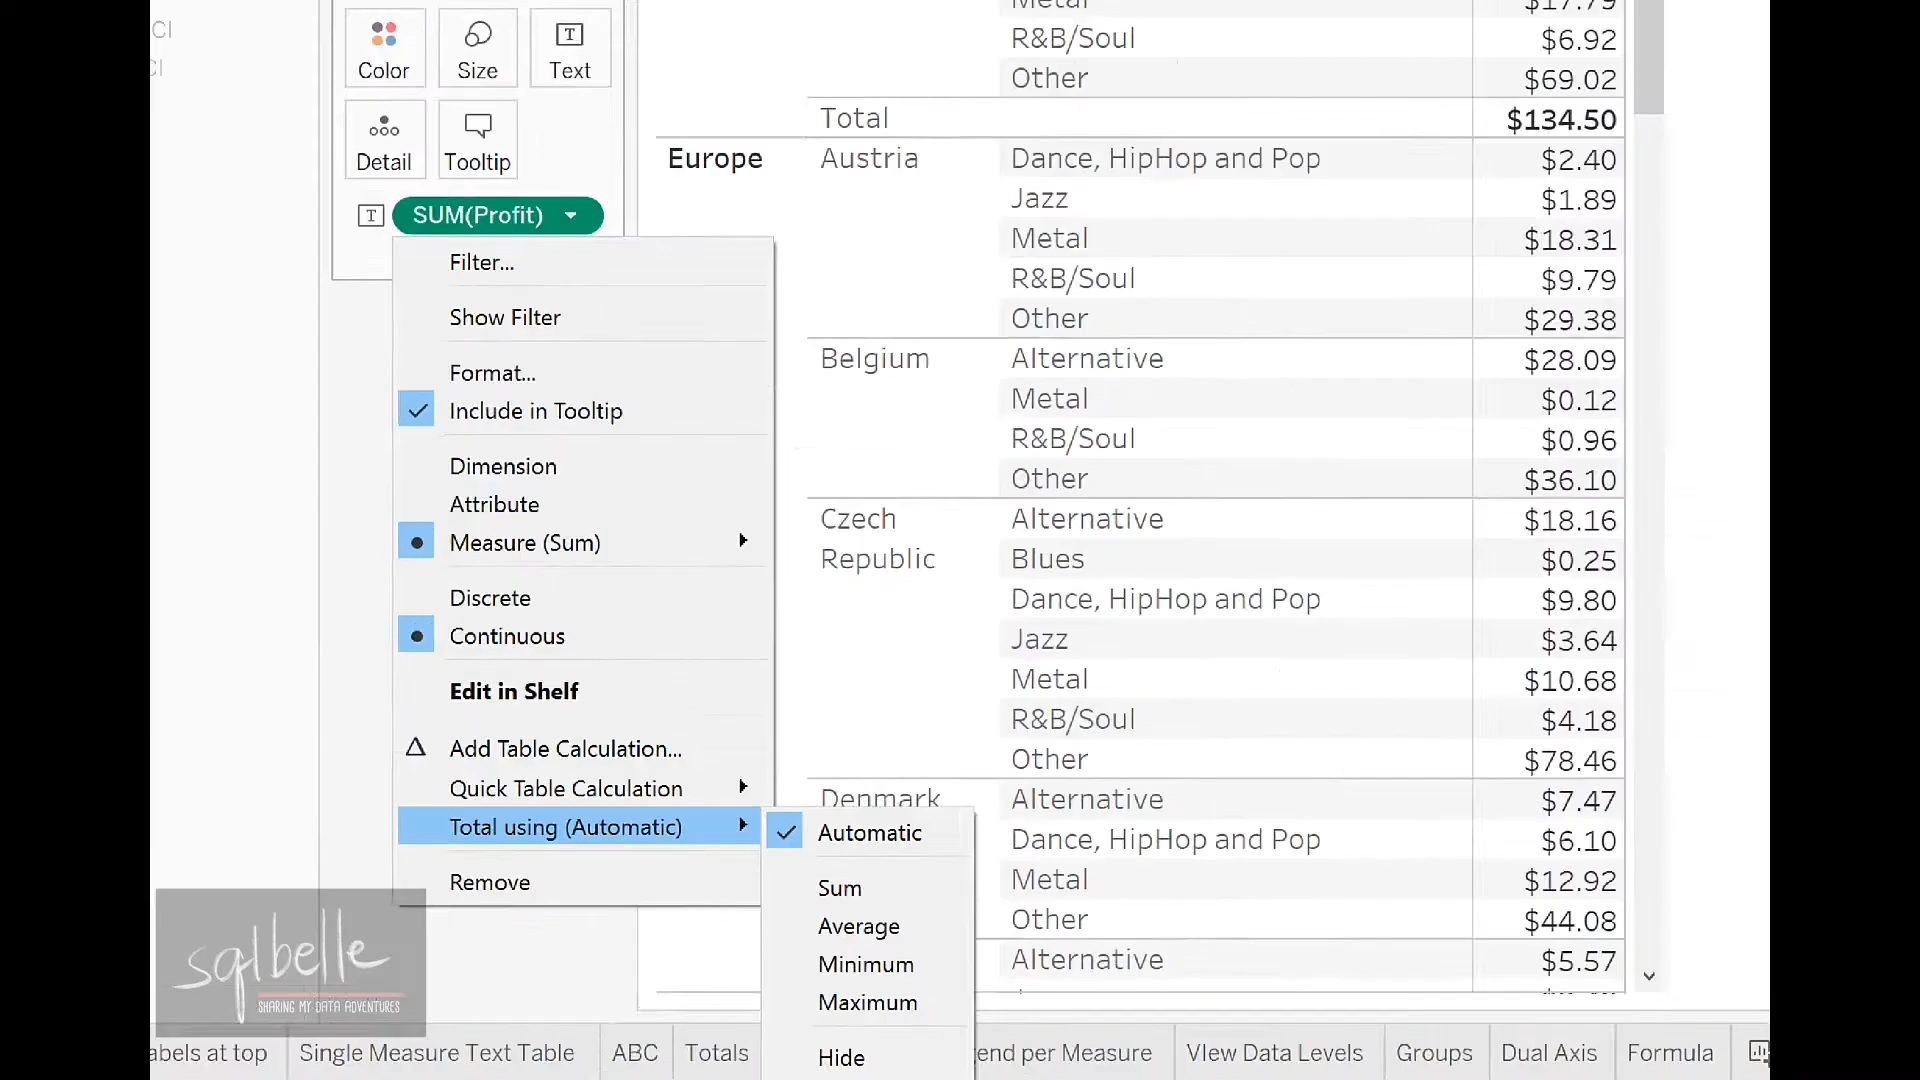 Color
Size
Text
Detail
Tooltip
T SUM(Profit)
Filter...
Show Filter
Format...
Include in Tooltip
Dimension
Attribute
Measure (Sum)
Discrete
Continuous
Edit in Shelf
Add Table Calculation...
Quick Table Calculation
Total using (Automatic)
Remove
Automatic
Sum
Average
Minimum
Maximum
Hide
Metal $17.79
R&B/Soul $6.92
Other $69.02
Total $134.50
Europe Austria Dance, HipHop and Pop $2.40
Jazz $1.89
Metal $18.31
R&B/Soul $9.79
Other $29.38
Belgium Alternative $28.09
Metal $0.12
R&B/Soul $0.96
Other $36.10
Czech Alternative $18.16
Republic Blues $0.25
Dance, HipHop and Pop $9.80
Jazz $3.64
Metal $10.68
R&B/Soul $4.18
Other $78.46
Denmark Alternative $7.47
Dance, HipHop and Pop $6.10
Metal $12.92
Other $44.08
Alternative $5.57
sqlbelle
SHARING MY DATA ADVENTURES
abels at top Single Measure Text Table ABC Totals end per Measure VIew Data Levels Groups Dual Axis Formula